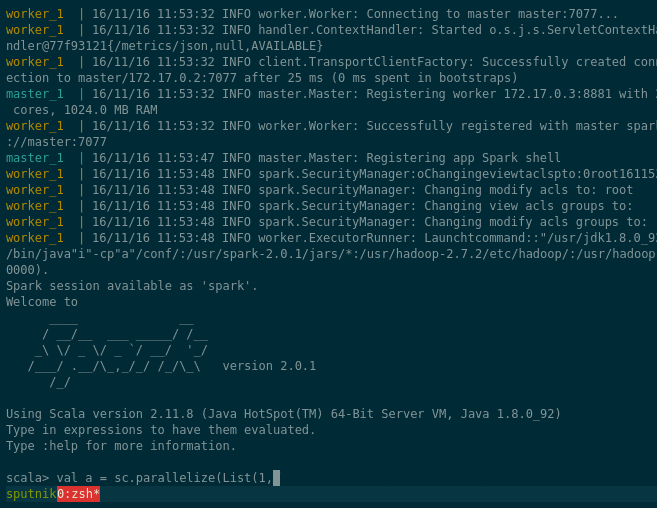 worker_1  | 16/11/16 11:53:32 INFO worker.Worker: Connecting to master master:7077...
worker_1  | 16/11/16 11:53:32 INFO handler.ContextHandler: Started o.s.j.s.ServletContextHa
ndler@77f93121{/metrics/json,null,AVAILABLE}
worker_1  | 16/11/16 11:53:32 INFO client.TransportClientFactory: Successfully created conn
ection to master/172.17.0.2:7077 after 25 ms (0 ms spent in bootstraps)
master_1  | 16/11/16 11:53:32 INFO master.Master: Registering worker 172.17.0.3:8881 with
 cores, 1024.0 MB RAM
worker_1  | 16/11/16 11:53:32 INFO worker.Worker: Successfully registered with master spark
://master:7077
master_1  | 16/11/16 11:53:47 INFO master.Master: Registering app Spark shell
worker_1  | 16/11/16 11:53:48 INFO spark.SecurityManager:oChangingeviewtaclspto:0root16115
worker_1  | 16/11/16 11:53:48 INFO spark.SecurityManager: Changing modify acls to: root
worker_1  | 16/11/16 11:53:48 INFO spark.SecurityManager: Changing view acls groups to:
worker_1  | 16/11/16 11:53:48 INFO spark.SecurityManager: Changing modify acls groups to:
worker_1  | 16/11/16 11:53:48 INFO worker.ExecutorRunner: Launchtcommand::"/usr/jdk1.8.0_92
/bin/java"i"-cp"a"/conf/:/usr/spark-2.0.1/jars/*:/usr/hadoop-2.7.2/etc/hadoop/:/usr/hadoop
0000).
Spark session available as 'spark'.
Welcome to
      ____              __
     / __/__  ___ _____/ /__
    _\ \/ _ \/ _ `/ __/  '_/
   /___/ .__/\_,_/_/ /_/\_\   version 2.0.1
      /_/
Using Scala version 2.11.8 (Java HotSpot(TM) 64-Bit Server VM, Java 1.8.0_92)
Type in expressions to have them evaluated.
Type :help for more information.
scala> val a = sc.parallelize(List(1,
sputnik 0:zsh*